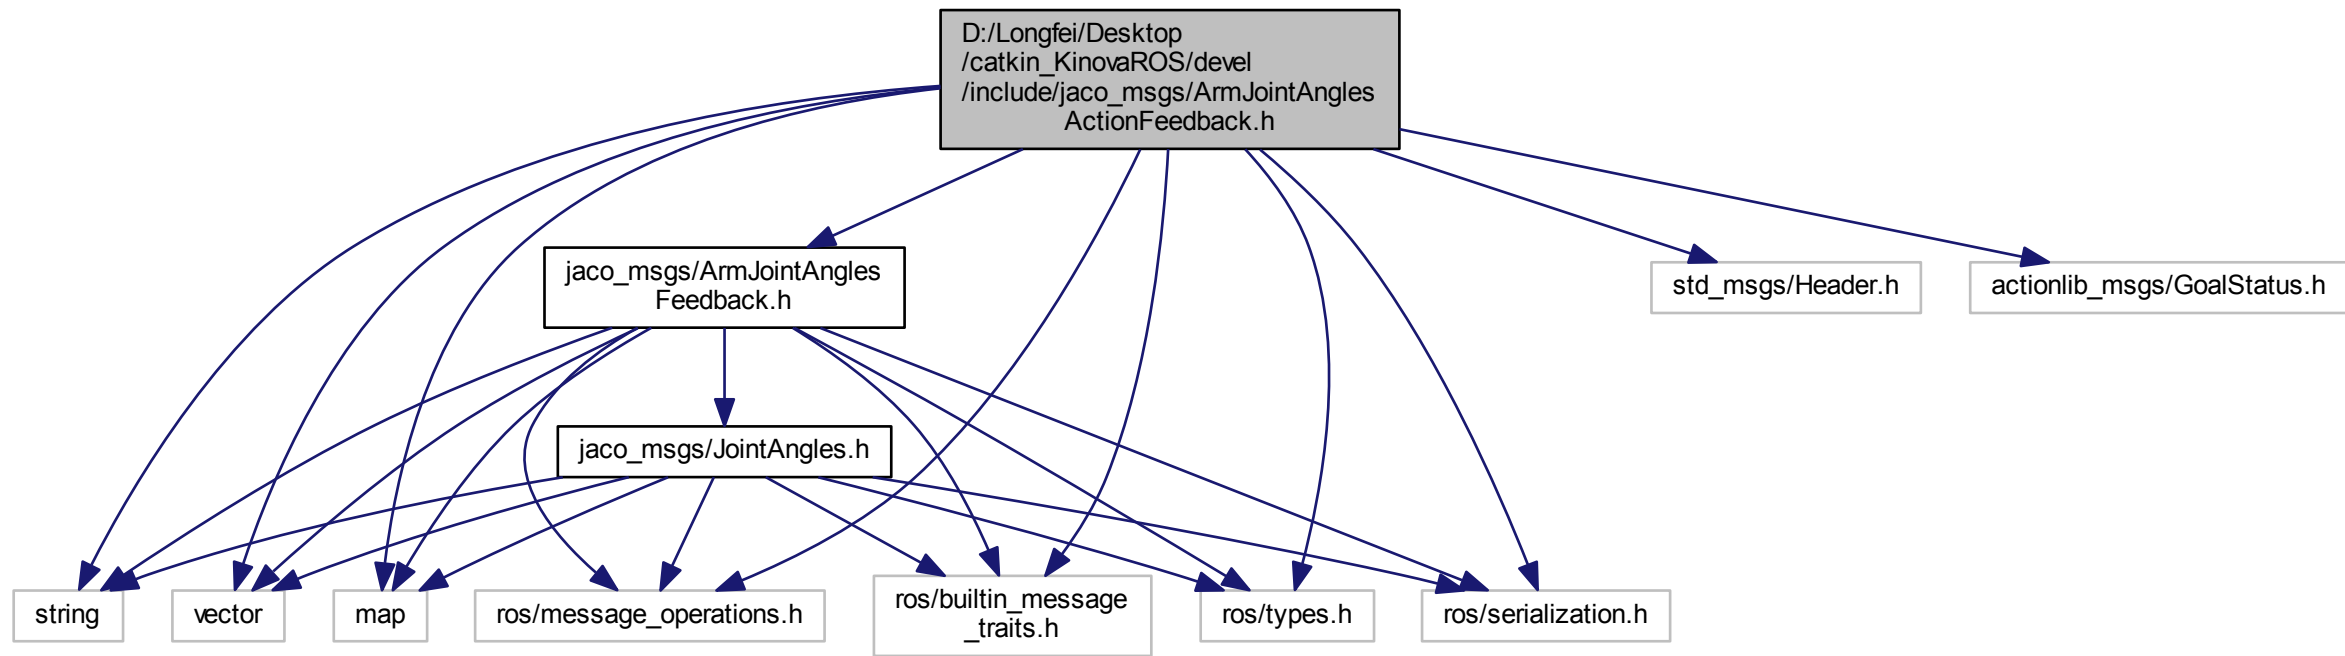 D:/Longfei/Desktop
/catkin_KinovaROS/devel
/include/jaco_msgs/ArmJointAngles
ActionFeedback.h
jaco_msgs/ArmJointAngles
Feedback.h
std_msgs/Header.h
actionlib_msgs/GoalStatus.h
jaco_msgs/JointAngles.h
string
vector
map
ros/message_operations.h
ros/builtin_message
_traits.h
ros/types.h
ros/serialization.h